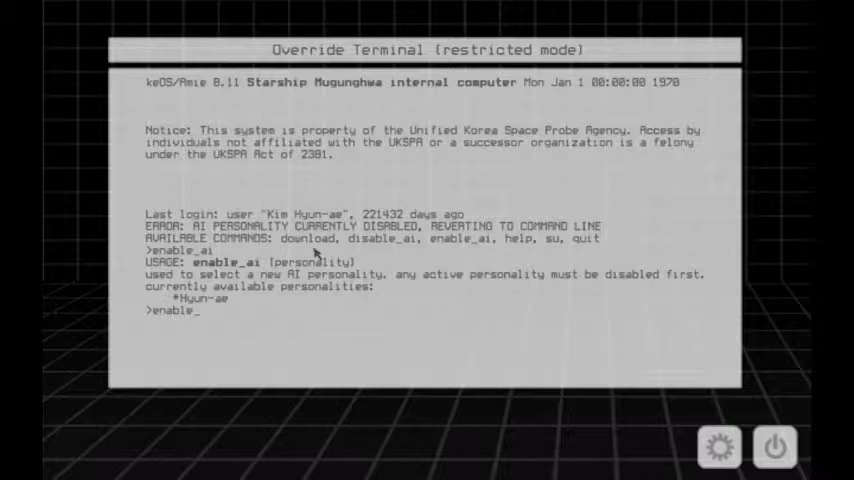 Override Terminal (restricted mode)
keOS/Amie 8.11 Starship Mugunghwa internal computer Mon Jan 1 00:00:00 1970
Notice: This system is property of the Unified Korea Space Probe Agency. Access by
individuals not affiliated with the UKSPA or a successor organization is a felony
under the UKSPA Act of 2381.
Last login: user "Kim Hyun-ae", 221432 days ago
ERROR: AI PERSONALITY CURRENTLY DISABLED, REVERTING TO COMMAND LINE
AVAILABLE COMMANDS: download, disable_ai, enable_ai, help, su, quit
>enable_ai
USAGE: enable_ai (personality)
used to select a new AI personality. any active personality must be disabled first.
currently available personalities:
*Hyun-ae
>enable_